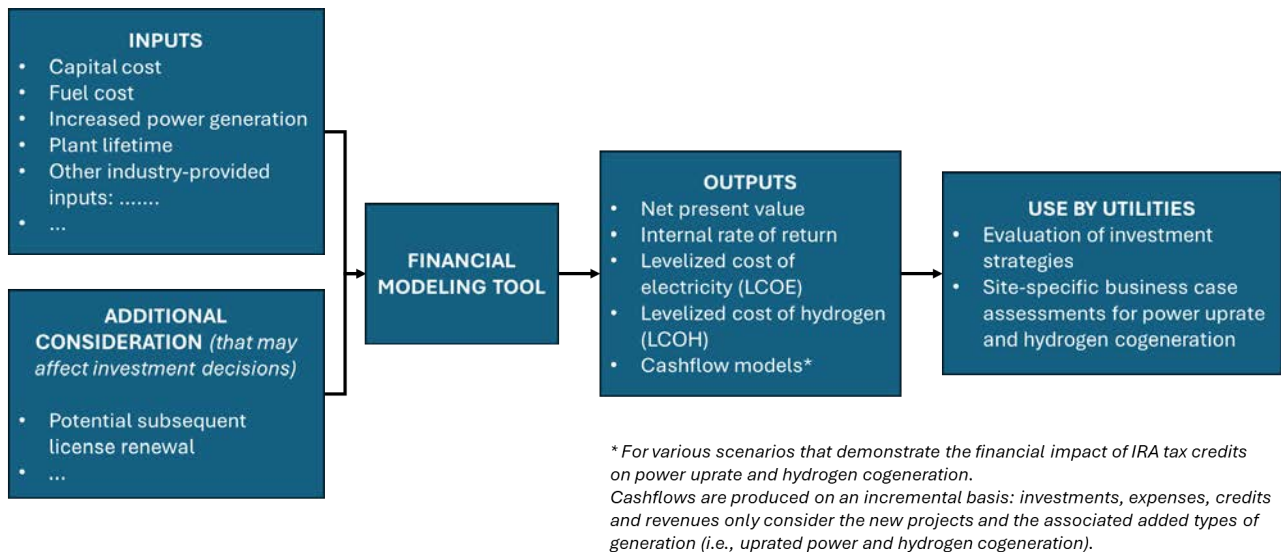 INPUTS
• Capital cost
• Fuel cost
• Increased power generation
• Plant lifetime
• Other industry-provided
inputs: .......
• ...
ADDITIONAL
CONSIDERATION (that may
affect investment decisions)
• Potential subsequent
license renewal
• ...
FINANCIAL
MODELING TOOL
OUTPUTS
• Net present value
• Internal rate of return
• Levelized cost of
electricity (LCOE)
• Levelized cost of hydrogen
(LCOH)
• Cashflow models*
USE BY UTILITIES
• Evaluation of investment
strategies
• Site-specific business case
assessments for power uprate
and hydrogen cogeneration
* For various scenarios that demonstrate the financial impact of IRA tax credits
on power uprate and hydrogen cogeneration.
Cashflows are produced on an incremental basis: investments, expenses, credits
and revenues only consider the new projects and the associated added types of
generation (i.e., uprated power and hydrogen cogeneration).